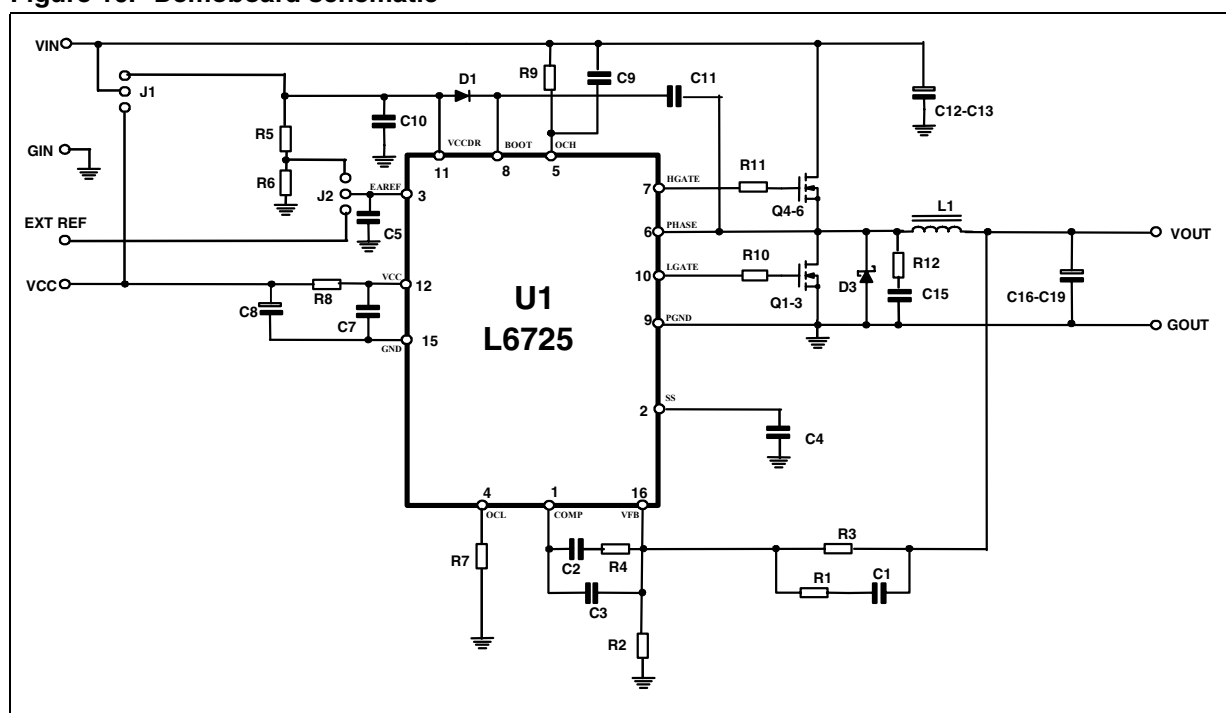 Figure 18. Demoboard schematic
VIN
J1
R9
C9
C11
D1
C12-C13
C10
R5
GIN
VCCDR
BOOT
OCH
11
8
5
R6
J2
EAREF
3
7
HGATE
R11
Q4-6
EXT REF
C5
6
PHASE
L1
VOUT
VCC
VCC
12
10
LGATE
R10
R12
C8
R8
C7
U1
L6725
Q1-3
D3
C15
C16-C19
GND
15
9
PGND
GOUT
2
SS
C4
4
1
16
OCL
COMP
VFB
R7
C2
R4
R3
C3
R1
C1
R2